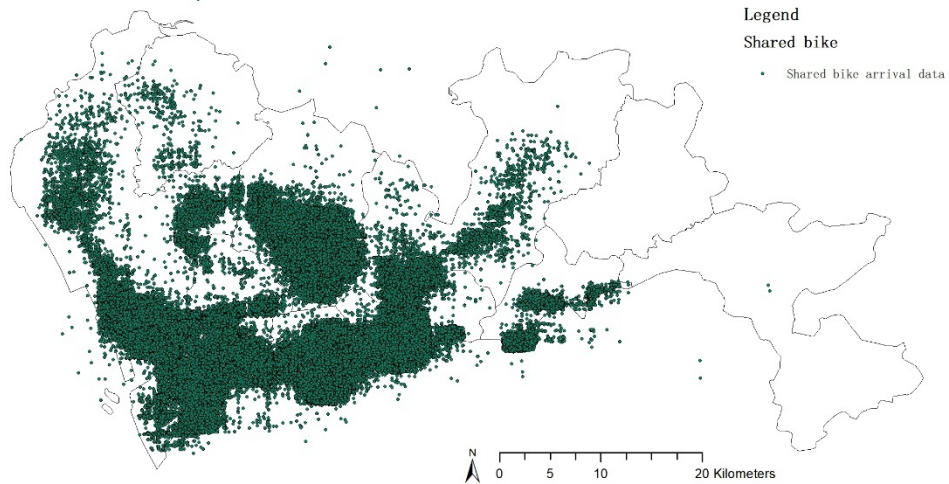 Legend
Shared bike
Shared bike arrival data
N
0 5 10 20 Kilometers